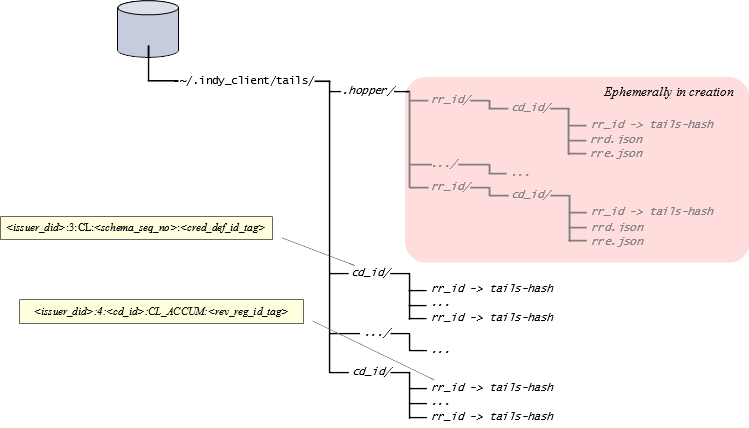 ~/.indy_client/tails/
.hopper/
Ephemerally in creation
rr_id/
cd_id/
rr_id -> tails-hash
rrd.json
rre.json
.../
...
rr_id/
cd_id/
rr_id -> tails-hash
rrd.json
rre.json
<issuer_did>:3:CL:<schema_seq_no>:<cred_def_id_tag>
cd_id/
rr_id -> tails-hash
...
rr_id -> tails-hash
<issuer_did>:4:<cd_id>:CL_ACCUM:<rev_reg_id_tag>
.../
...
cd_id/
rr_id -> tails-hash
...
rr_id -> tails-hash